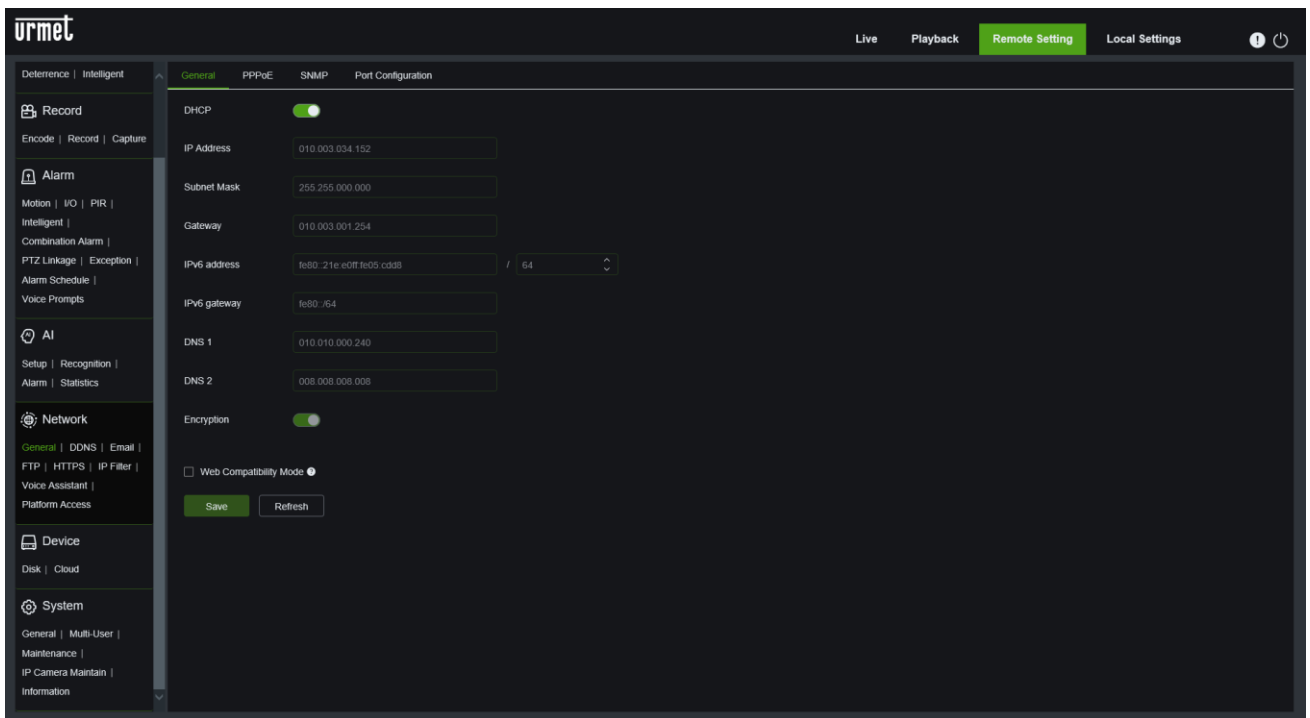 urmet
Live Playback Remote Setting Local Settings
Deterrence | Intelligent
Record
Encode | Record | Capture
Alarm
Motion | I/O | PIR |
Intelligent |
Combination Alarm |
PTZ Linkage | Exception |
Alarm Schedule |
Voice Prompts
AI
Setup | Recognition |
Alarm | Statistics
Network
General | DDNS | Email |
FTP | HTTPS | IP Filter |
Voice Assistant |
Platform Access
Device
Disk | Cloud
System
General | Multi-User |
Maintenance |
IP Camera Maintain |
Information
General PPPoE SNMP Port Configuration
DHCP
IP Address 010.003.034.152
Subnet Mask 255.255.000.000
Gateway 010.003.001.254
IPv6 address fe80::21e:e0ff:fe05:cdd8 / 64
IPv6 gateway fe80::/64
DNS 1 010.010.000.240
DNS 2 008.008.008.008
Encryption
Web Compatibility Mode ?
Save Refresh